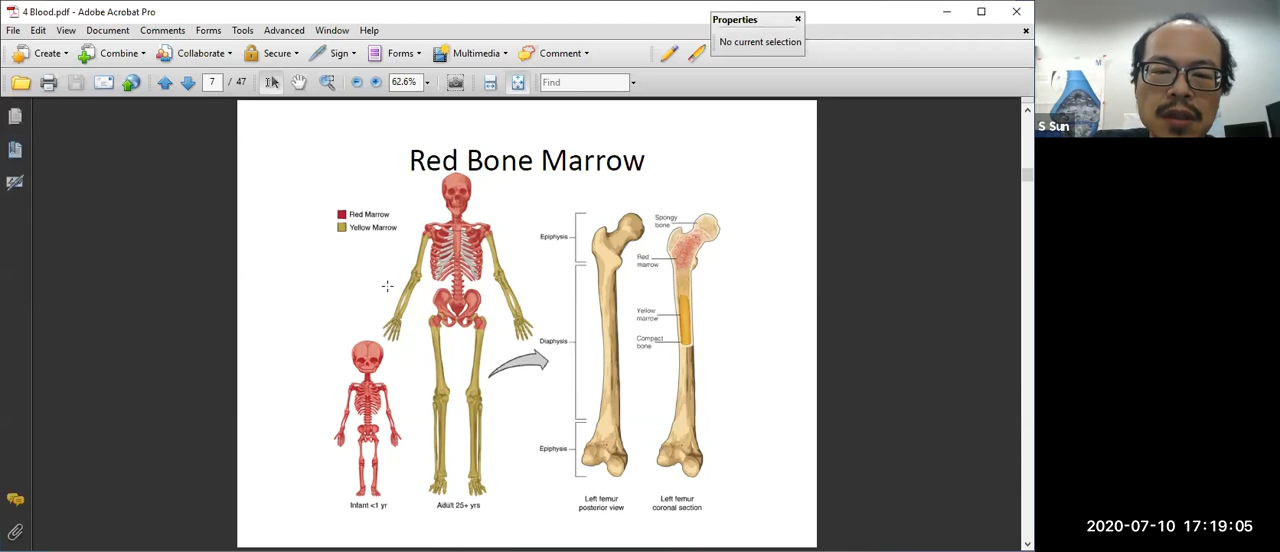 4 Blood.pdf - Adobe Acrobat Pro
File Edit View Document Comments Forms Tools Advanced Window Help
Create Combine Collaborate Secure Sign Forms Multimedia Comment
7 / 47 62.6% Find
Properties
No current selection
S Sun
M
Red Bone Marrow
Red Marrow
Yellow Marrow
Infant <1 yr
Adult 25+ yrs
Epiphysis
Diaphysis
Epiphysis
Spongy
bone
Red
marrow
Yellow
marrow
Compact
bone
Left femur
posterior view
Left femur
coronal section
2020-07-10 17:19:05